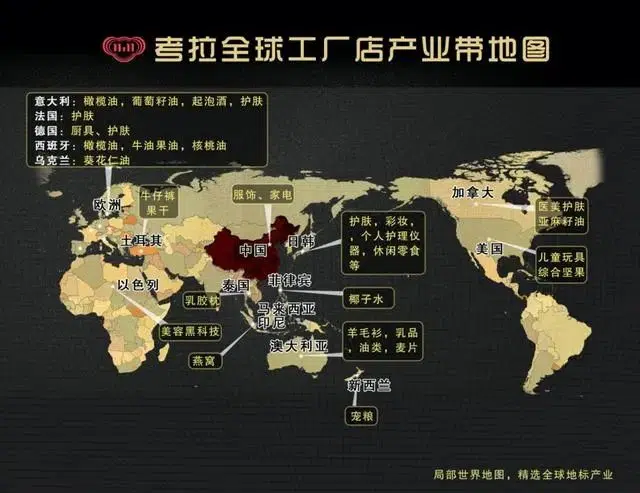 11.11 考拉全球工厂店产业带地图
意大利：橄榄油，葡萄籽油，起泡酒，护肤
法国：护肤
德国：厨具、护肤
西班牙：橄榄油，牛油果油，核桃油
乌克兰：葵花仁油
欧洲
牛仔裤
果干
土耳其
服饰、家电
中国
日韩
护肤，彩妆，
，个人护理仪
器，休闲零食
等
加拿大
医美护肤
亚麻籽油
美国
儿童玩具
综合坚果
以色列
美容黑科技
泰国
乳胶枕
菲律宾
椰子水
马来西亚
印尼
燕窝
澳大利亚
羊毛衫，乳品
，油类，麦片
新西兰
宠粮
局部世界地图，精选全球地标产业